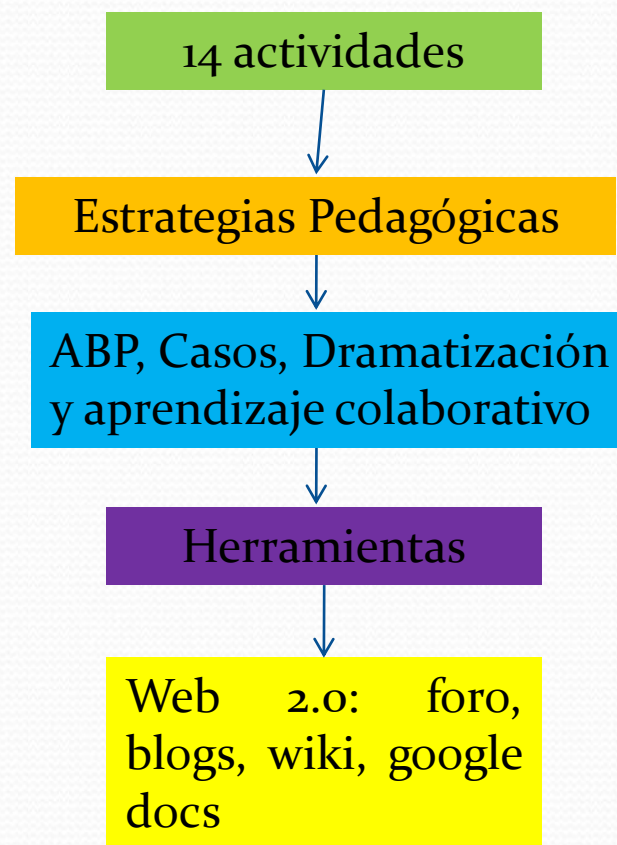 14 actividades
Estrategias Pedagógicas
ABP, Casos, Dramatización
y aprendizaje colaborativo
Herramientas
Web 2.0: foro,
blogs, wiki, google
docs